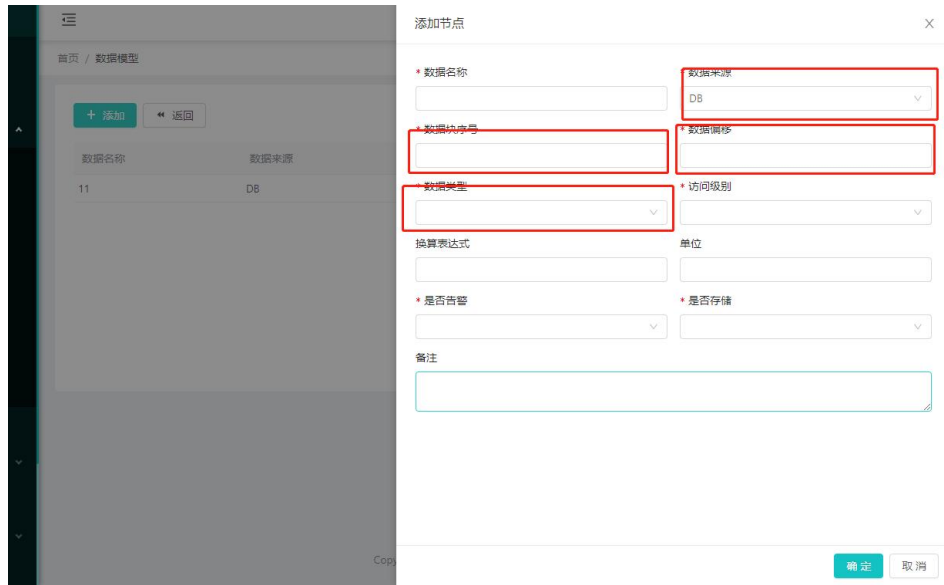 添加节点
首页 / 数据模型
* 数据名称
* 数据来源
DB
+ 添加
返回
* 数据块序号
* 数据偏移
数据名称
数据来源
11
DB
* 数据类型
* 访问级别
换算表达式
单位
* 是否告警
* 是否存储
备注
Copy
确定
取消